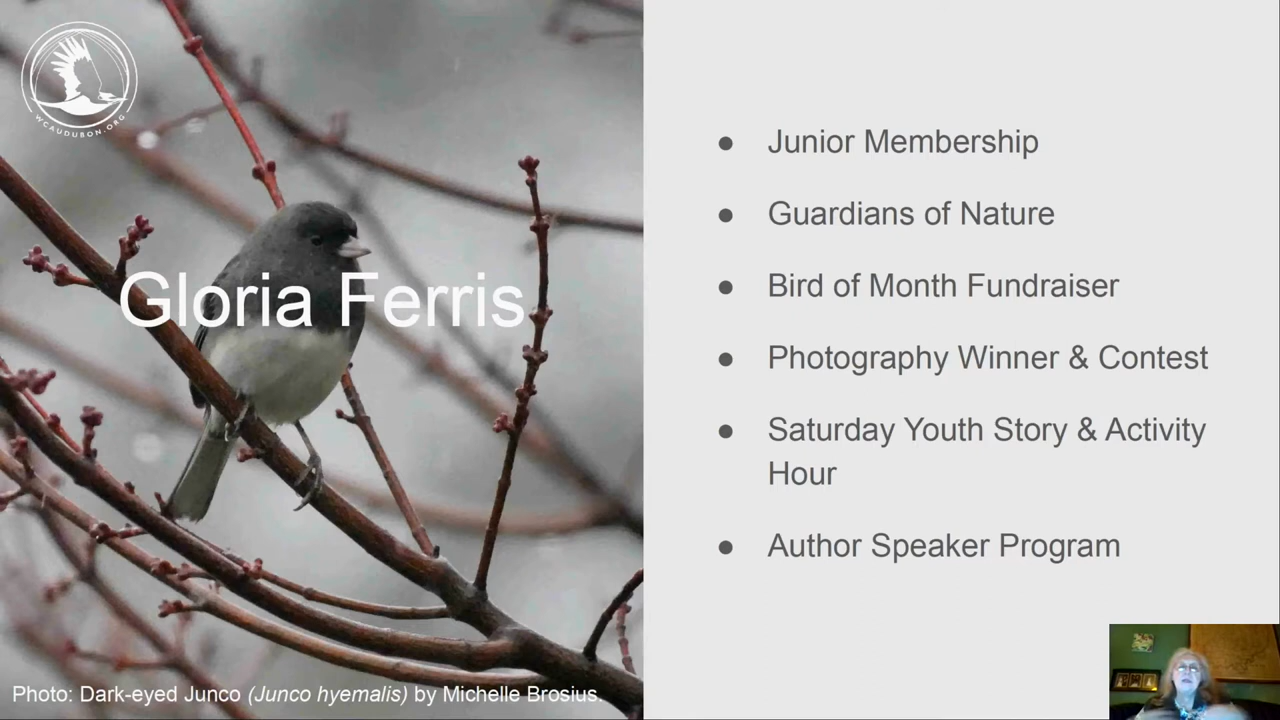 WCAUDUBON.ORG
Gloria Ferris
Photo: Dark-eyed Junco (Junco hyemalis) by Michelle Brosius.
● Junior Membership
● Guardians of Nature
● Bird of Month Fundraiser
● Photography Winner & Contest
● Saturday Youth Story & Activity
Hour
● Author Speaker Program